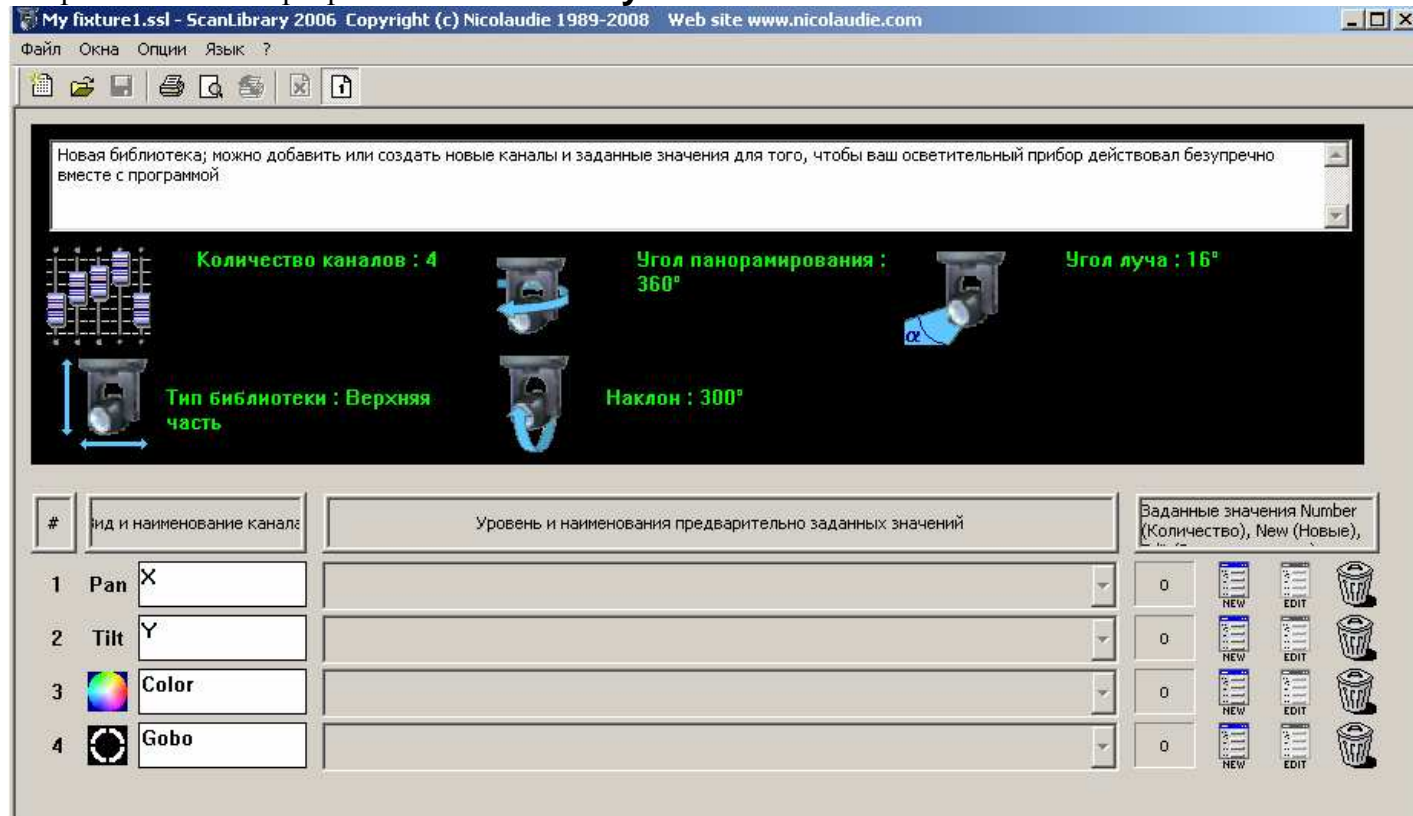 My fixture1.ssl - ScanLibrary 2006 Copyright (c) Nicolaudie 1989-2008 Web site www.nicolaudie.com
Файл Окна Опции Язык ?
Новая библиотека; можно добавить или создать новые каналы и заданные значения для того, чтобы ваш осветительный прибор действовал безупречно
вместе с программой
Количество каналов : 4
Угол панорамирования :
360°
Угол луча : 16°
α
Тип библиотеки : Верхняя
часть
Наклон : 300°
# Вид и наименование канала Уровень и наименования предварительно заданных значений Заданные значения Number
(Количество), New (Новые),
1 Pan X 0 NEW EDIT
2 Tilt Y 0 NEW EDIT
3 Color 0 NEW EDIT
4 Gobo 0 NEW EDIT